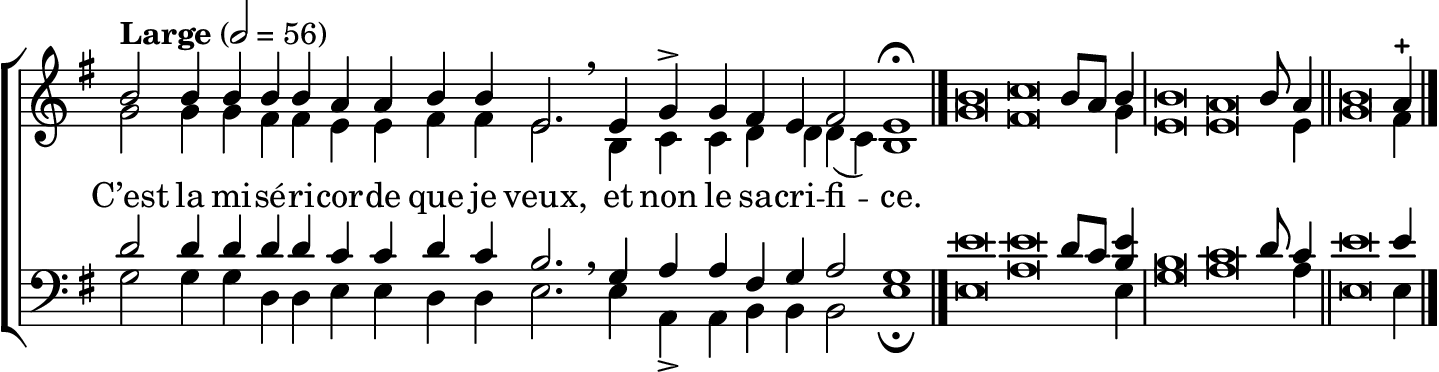 Large (𝅗𝅥 = 56)
C’est la miséricorde que je veux, et non le sacri - fi - ce.